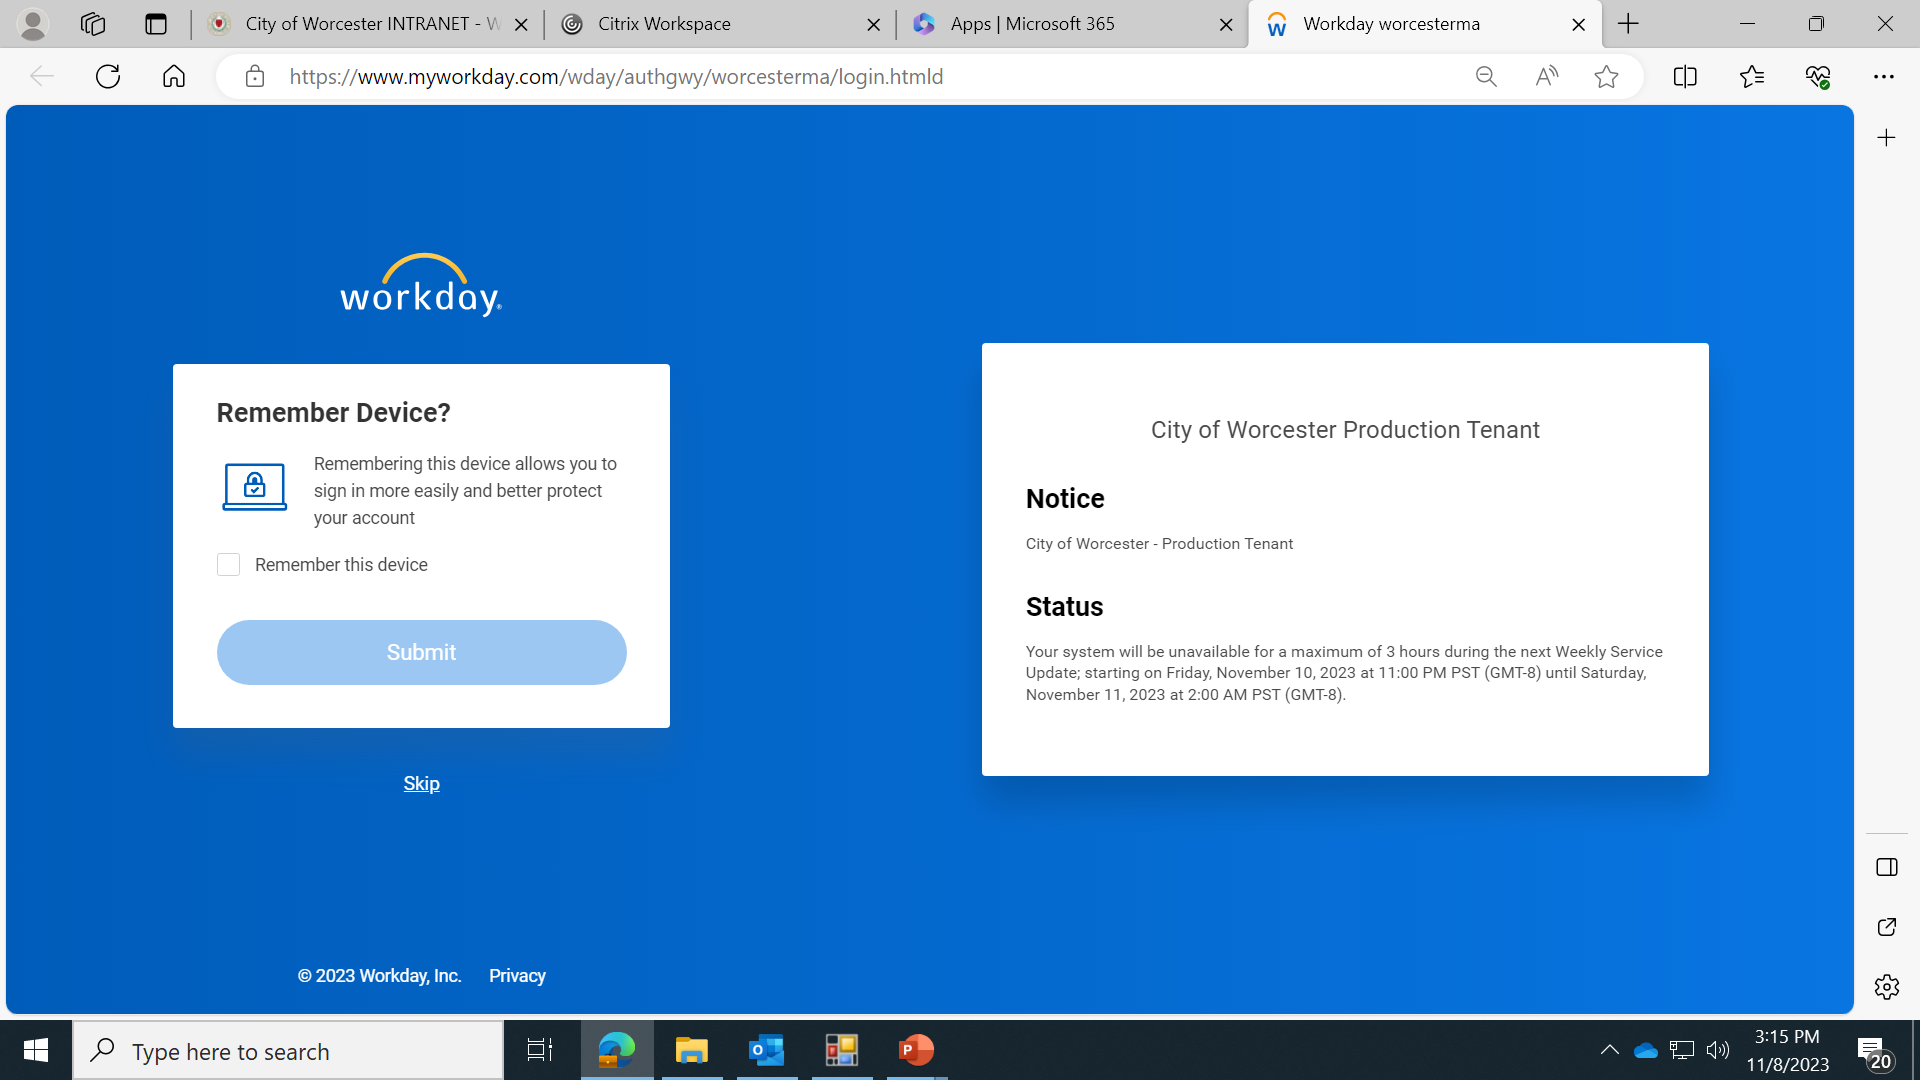 City of Worcester INTRANET - W
Citrix Workspace
Apps | Microsoft 365
Workday worcesterma
https://www.myworkday.com/wday/authgwy/worcesterma/login.htmld
workday.
Remember Device?
Remembering this device allows you to
sign in more easily and better protect
your account
Remember this device
Submit
Skip
© 2023 Workday, Inc. Privacy
City of Worcester Production Tenant
Notice
City of Worcester - Production Tenant
Status
Your system will be unavailable for a maximum of 3 hours during the next Weekly Service
Update; starting on Friday, November 10, 2023 at 11:00 PM PST (GMT-8) until Saturday,
November 11, 2023 at 2:00 AM PST (GMT-8).
Type here to search
3:15 PM
11/8/2023
20